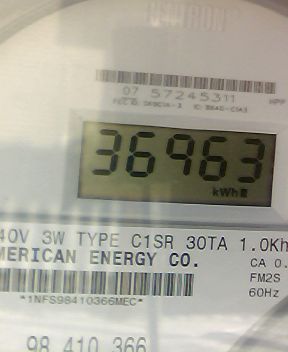 07 57245311
36963
kWh
40V 3W TYPE C1SR 30TA 1.0Kh
MERICAN ENERGY CO.
CA 0.
FM2S
60Hz
*1NFS98410366MEC*
98 410 366